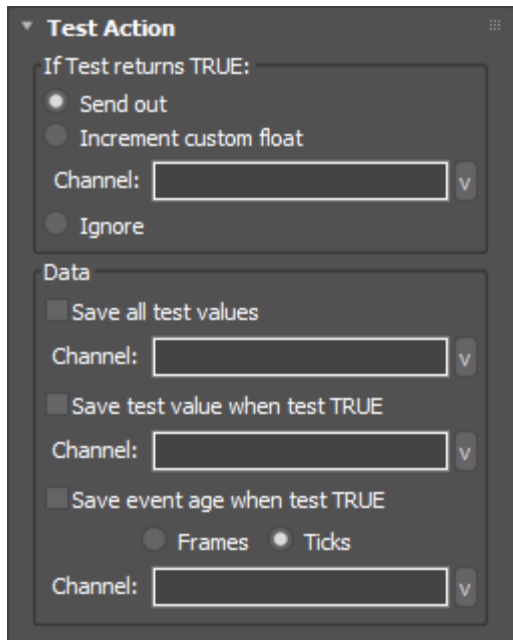 Test Action
If Test returns TRUE:
Send out
Increment custom float
Channel: v
Ignore
Data
Save all test values
Channel: v
Save test value when test TRUE
Channel: v
Save event age when test TRUE
Frames Ticks
Channel: v